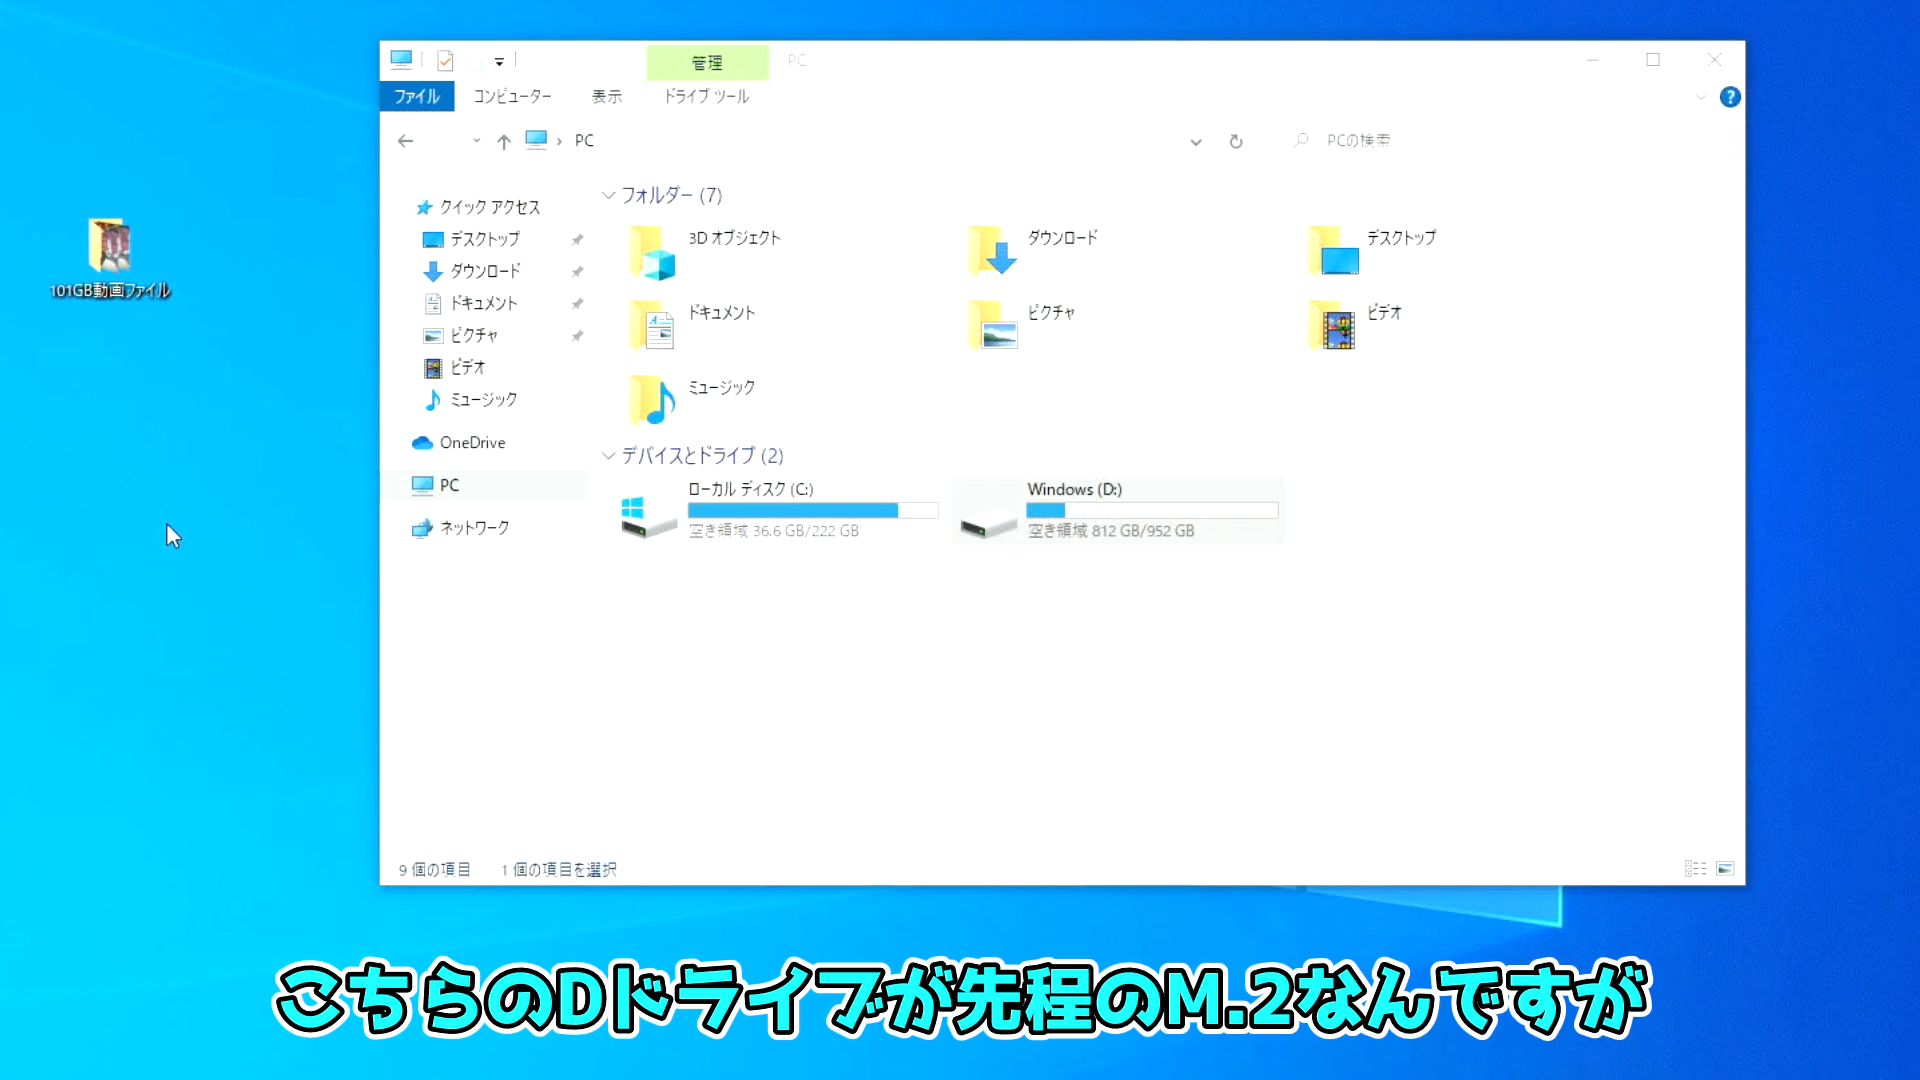 管理
PC
ファイル
コンピューター
表示
ドライブ ツール
PC
PCの検索
101GB動画ファイル
クイック アクセス
デスクトップ
ダウンロード
ドキュメント
ピクチャ
ビデオ
ミュージック
OneDrive
PC
ネットワーク
フォルダー (7)
3D オブジェクト
ダウンロード
デスクトップ
ドキュメント
ピクチャ
ビデオ
ミュージック
デバイスとドライブ (2)
ローカル ディスク (C:)
空き領域 36.6 GB/222 GB
Windows (D:)
空き領域 812 GB/952 GB
9 個の項目
1 個の項目を選択
こちらのDドライブが先程のM.2なんですが